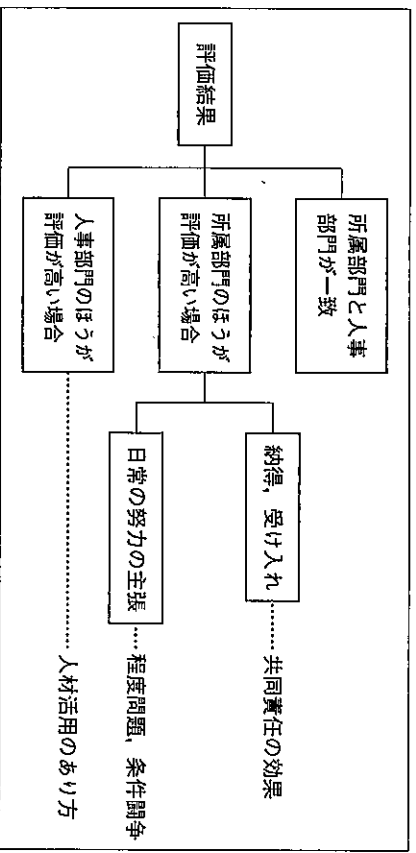 評価結果
所属部門と人事
部門が一致
所属部門のほうが
評価が高い場合
納得，受け入れ
共同責任の効果
日常の努力の主張
程度問題，条件闘争
人事部門のほうが
評価が高い場合
人材活用のあり方